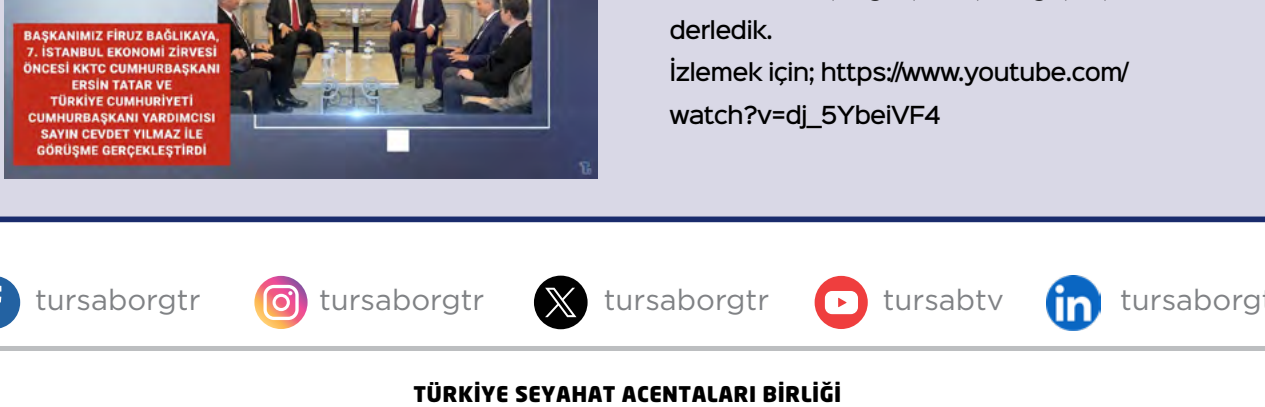 BAŞKANIMIZ FİRUZ BAĞLIKAYA,
7. İSTANBUL EKONOMİ ZİRVESİ
ÖNCESİ KKTC CUMHURBAŞKANI
ERSİN TATAR VE
TÜRKİYE CUMHURİYETİ
CUMHURBAŞKANI YARDIMCISI
SAYIN CEVDET YILMAZ İLE
GÖRÜŞME GERÇEKLEŞTİRDİ
derledik.
İzlemek için; https://www.youtube.com/
watch?v=dj_5YbeiVF4
tursaborgtr tursaborgtr tursaborgtr tursabtv tursaborgt
TÜRKİYE SEYAHAT ACENTALARI BİRLİĞİ